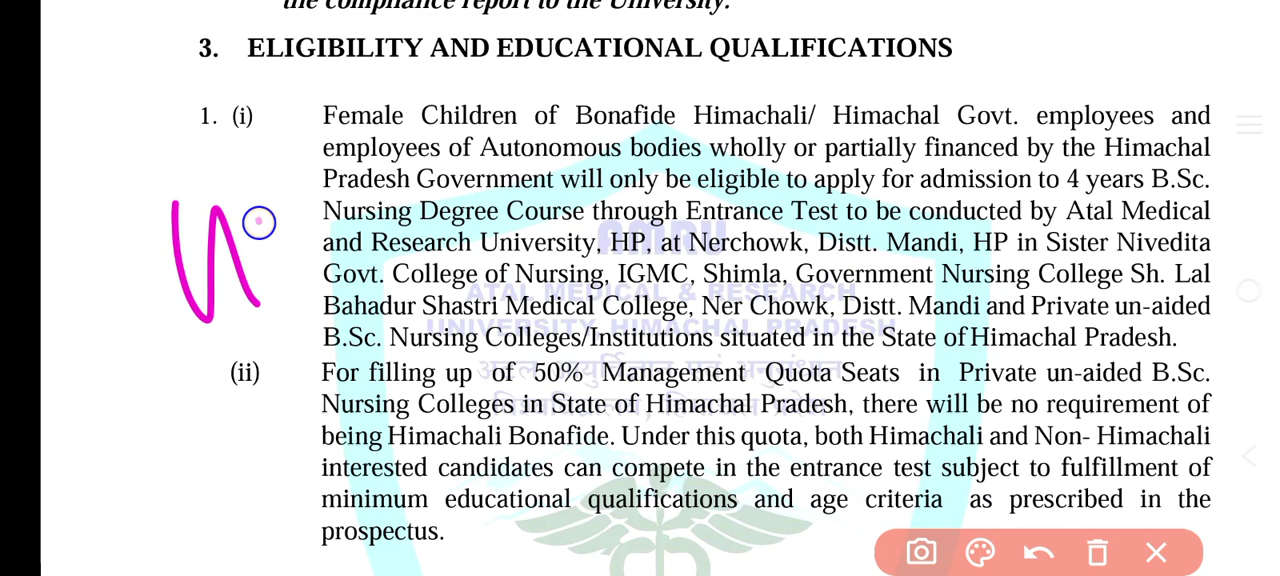 the compliance report to the University.
3. ELIGIBILITY AND EDUCATIONAL QUALIFICATIONS
1. (i) Female Children of Bonafide Himachali/ Himachal Govt. employees and
employees of Autonomous bodies wholly or partially financed by the Himachal
Pradesh Government will only be eligible to apply for admission to 4 years B.Sc.
Nursing Degree Course through Entrance Test to be conducted by Atal Medical
and Research University, HP, at Nerchowk, Distt. Mandi, HP in Sister Nivedita
Govt. College of Nursing, IGMC, Shimla, Government Nursing College Sh. Lal
Bahadur Shastri Medical College, Ner Chowk, Distt. Mandi and Private un-aided
B.Sc. Nursing Colleges/Institutions situated in the State of Himachal Pradesh.
(ii) For filling up of 50% Management Quota Seats in Private un-aided B.Sc.
Nursing Colleges in State of Himachal Pradesh, there will be no requirement of
being Himachali Bonafide. Under this quota, both Himachali and Non- Himachali
interested candidates can compete in the entrance test subject to fulfillment of
minimum educational qualifications and age criteria as prescribed in the
prospectus.
AMRU
ATAL MEDICAL & RESEARCH
UNIVERSITY HIMACHAL PRADESH